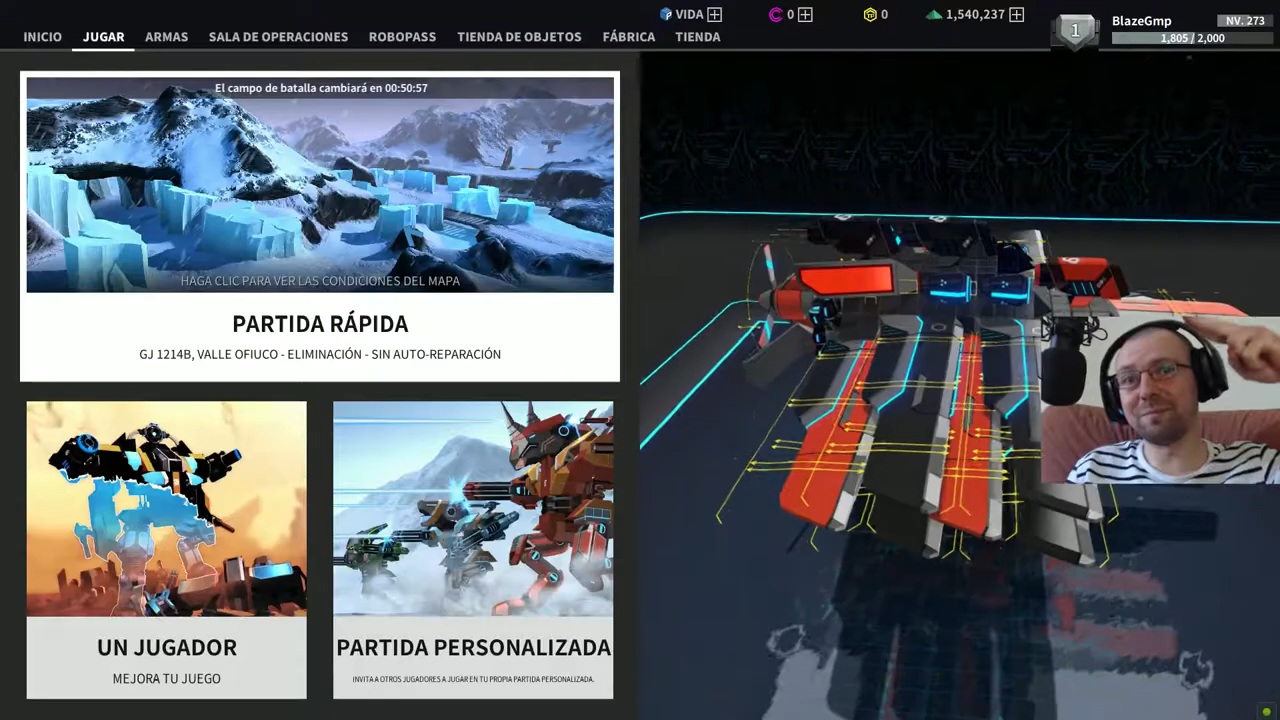 VIDA 0 0 1,540,237
BlazeGmp NV. 273
1
1,805 / 2,000
INICIO JUGAR ARMAS SALA DE OPERACIONES ROBOPASS TIENDA DE OBJETOS FÁBRICA TIENDA
El campo de batalla cambiará en 00:50:57
HAGA CLIC PARA VER LAS CONDICIONES DEL MAPA
PARTIDA RÁPIDA
GJ 1214B, VALLE OFIUCO - ELIMINACIÓN - SIN AUTO-REPARACIÓN
UN JUGADOR
MEJORA TU JUEGO
PARTIDA PERSONALIZADA
INVITA A OTROS JUGADORES A JUGAR EN TU PROPIA PARTIDA PERSONALIZADA.